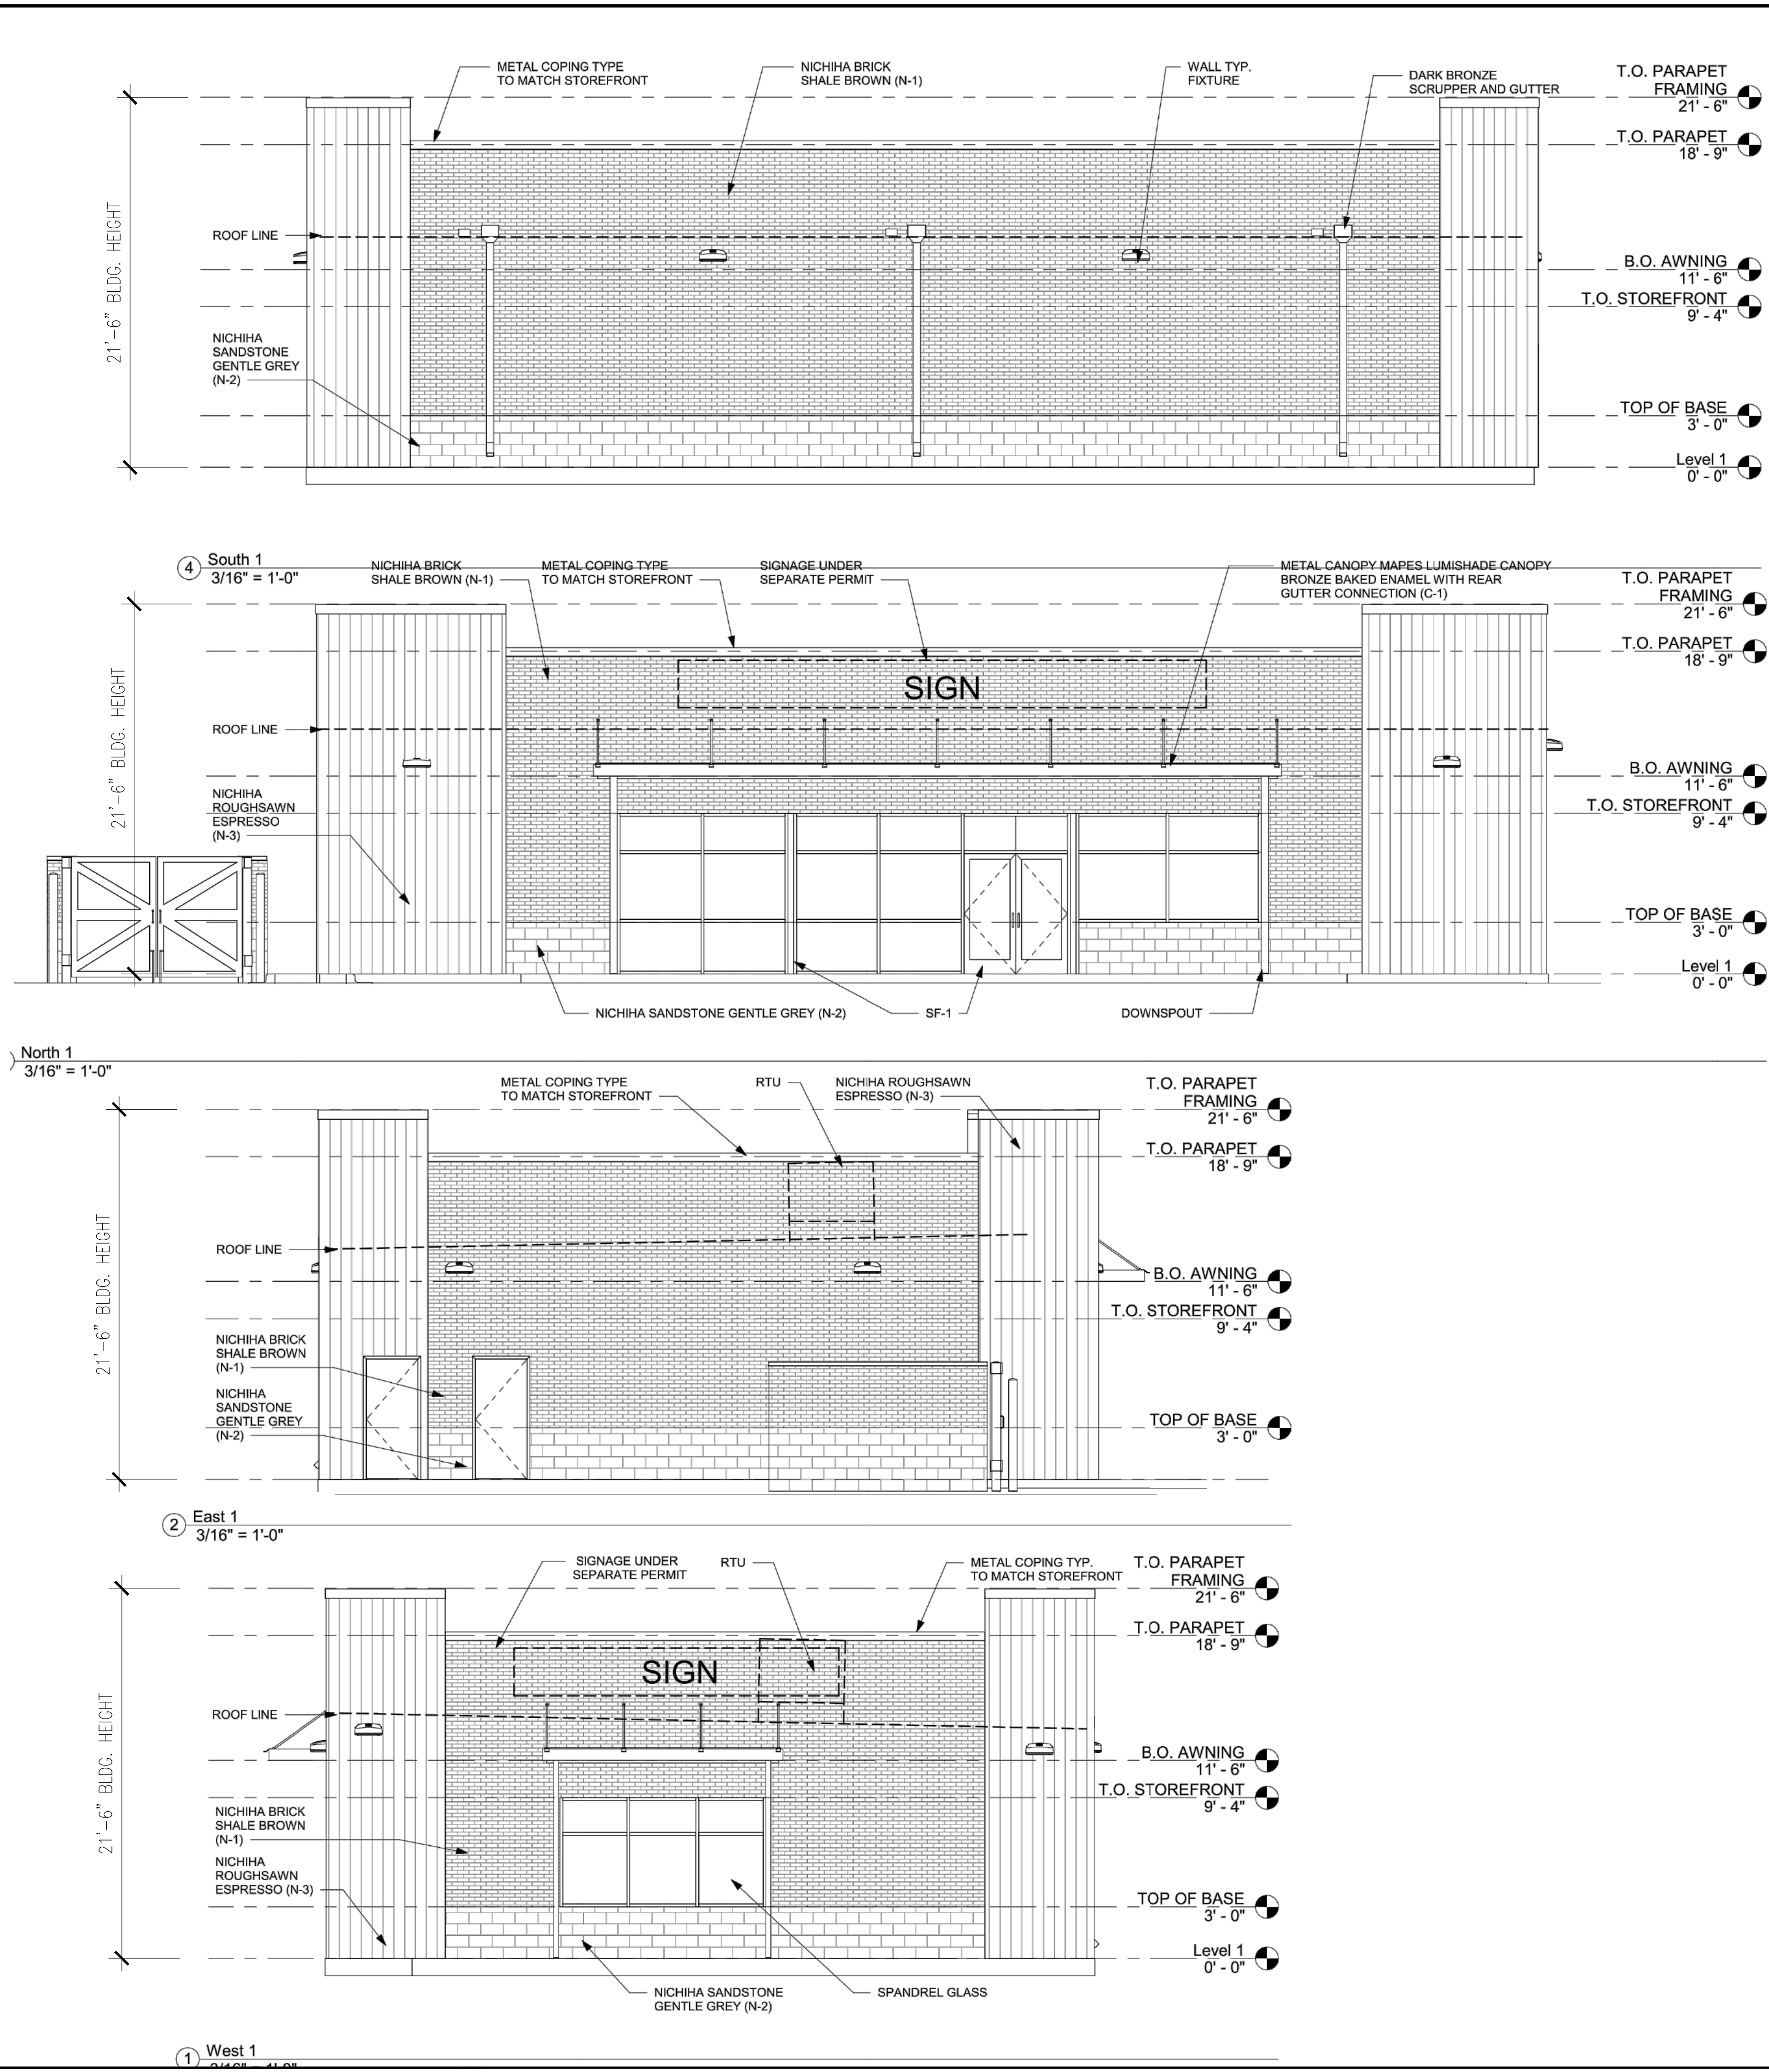 METAL COPING TYPE
TO MATCH STOREFRONT
NICHIHA BRICK
SHALE BROWN (N-1)
WALL TYP.
FIXTURE
DARK BRONZE
SCRUPPER AND GUTTER
T.O. PARAPET
FRAMING
21' - 6"
T.O. PARAPET
18' - 9"
21'-6" BLDG. HEIGHT
ROOF LINE
B.O. AWNING
11' - 6"
T.O. STOREFRONT
9' - 4"
NICHIHA
SANDSTONE
GENTLE GREY
(N-2)
TOP OF BASE
3' - 0"
Level 1
0' - 0"
4
South 1
3/16" = 1'-0"
NICHIHA BRICK
SHALE BROWN (N-1)
METAL COPING TYPE
TO MATCH STOREFRONT
SIGNAGE UNDER
SEPARATE PERMIT
METAL CANOPY MAPES LUMISHADE CANOPY
BRONZE BAKED ENAMEL WITH REAR
GUTTER CONNECTION (C-1)
T.O. PARAPET
FRAMING
21' - 6"
T.O. PARAPET
18' - 9"
SIGN
21'-6" BLDG. HEIGHT
ROOF LINE
B.O. AWNING
11' - 6"
T.O. STOREFRONT
9' - 4"
NICHIHA
ROUGHSAWN
ESPRESSO
(N-3)
TOP OF BASE
3' - 0"
Level 1
0' - 0"
NICHIHA SANDSTONE GENTLE GREY (N-2)
SF-1
DOWNSPOUT
North 1
3/16" = 1'-0"
METAL COPING TYPE
TO MATCH STOREFRONT
RTU
NICHIHA ROUGHSAWN
ESPRESSO (N-3)
T.O. PARAPET
FRAMING
21' - 6"
T.O. PARAPET
18' - 9"
21'-6" BLDG. HEIGHT
ROOF LINE
B.O. AWNING
11' - 6"
T.O. STOREFRONT
9' - 4"
NICHIHA BRICK
SHALE BROWN
(N-1)
NICHIHA
SANDSTONE
GENTLE GREY
(N-2)
TOP OF BASE
3' - 0"
2
East 1
3/16" = 1'-0"
SIGNAGE UNDER
SEPARATE PERMIT
RTU
METAL COPING TYP.
TO MATCH STOREFRONT
T.O. PARAPET
FRAMING
21' - 6"
T.O. PARAPET
18' - 9"
SIGN
21'-6" BLDG. HEIGHT
ROOF LINE
B.O. AWNING
11' - 6"
T.O. STOREFRONT
9' - 4"
NICHIHA BRICK
SHALE BROWN
(N-1)
NICHIHA
ROUGHSAWN
ESPRESSO (N-3)
TOP OF BASE
3' - 0"
Level 1
0' - 0"
NICHIHA SANDSTONE
GENTLE GREY (N-2)
SPANDREL GLASS
1
West 1